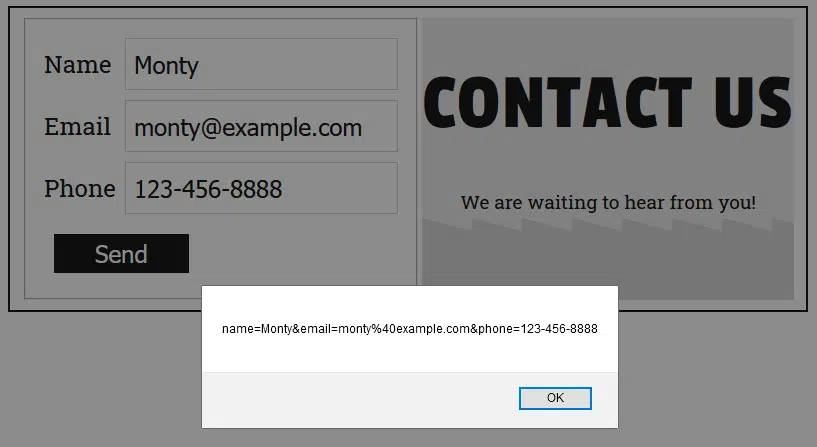 Name Monty
Email monty@example.com
Phone 123-456-8888
Send
CONTACT US
We are waiting to hear from you!
name=Monty&email=monty%40example.com&phone=123-456-8888
OK